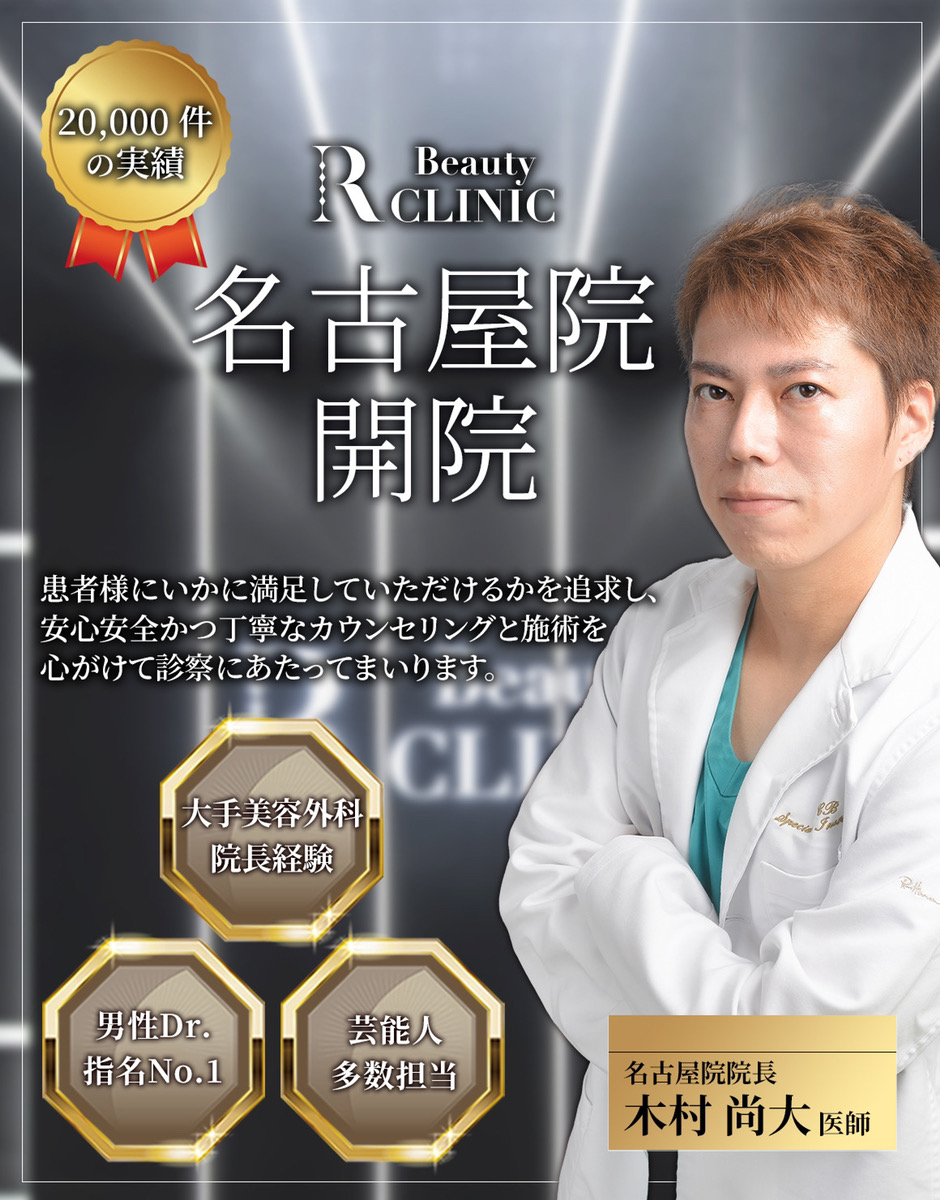 20,000 件
の実績
R Beauty
CLINIC
名古屋院
開院
患者様にいかに満足していただけるかを追求し、
安心安全かつ丁寧なカウンセリングと施術を
心がけて診察にあたってまいります。
大手美容外科
院長経験
男性Dr.
指名No.1
芸能人
多数担当
名古屋院院長
木村 尚大 医師